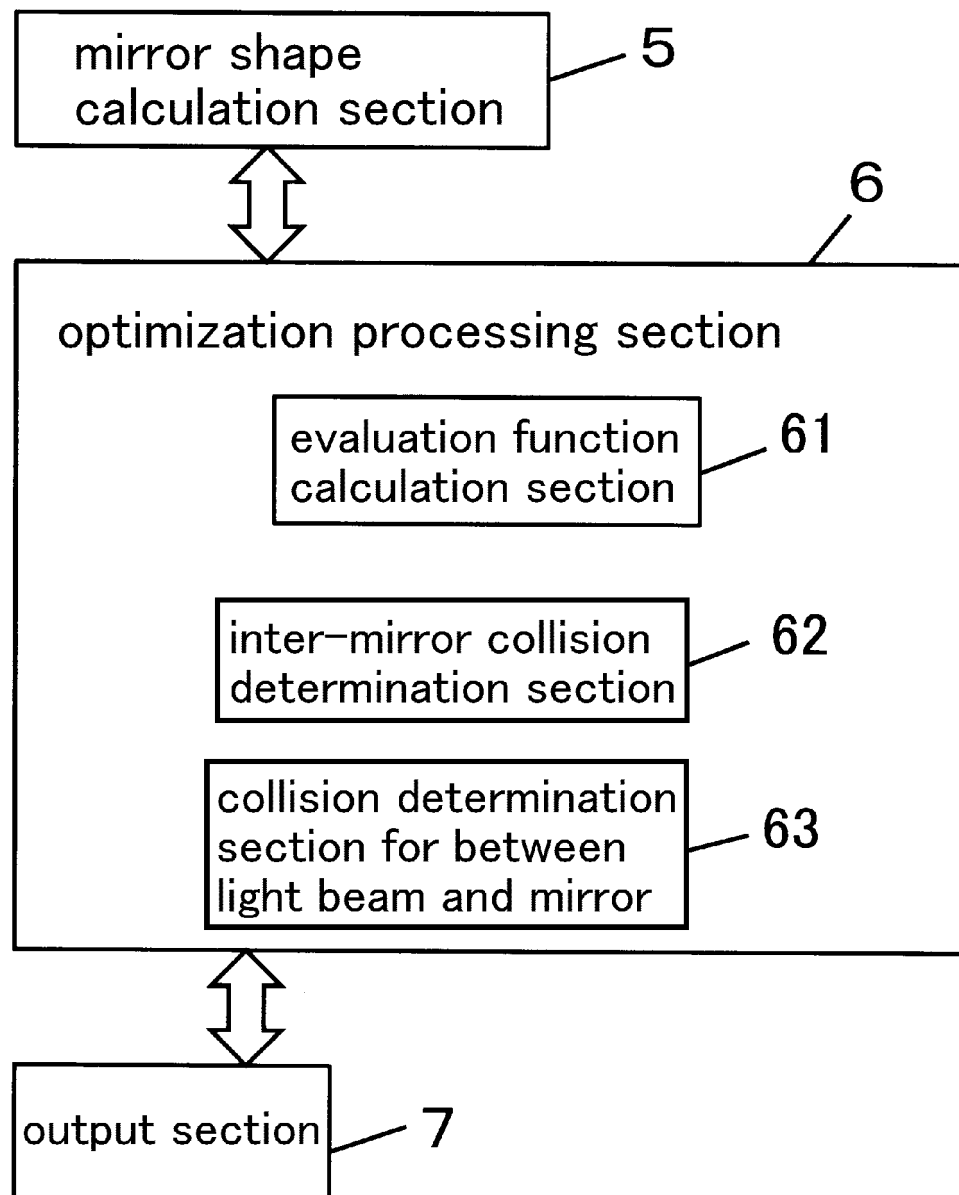 mirror shape
calculation section
5
6
optimization processing section
evaluation function
calculation section
61
inter-mirror collision
determination section
62
collision determination
section for between
light beam and mirror
63
output section
7